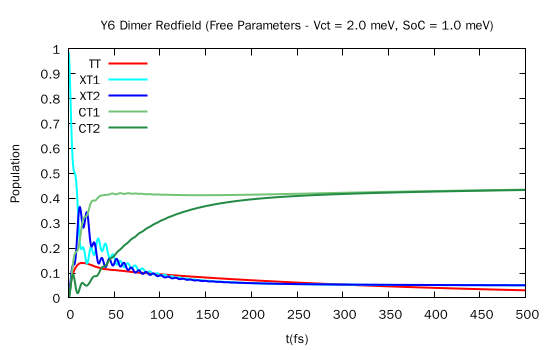 Y6 Dimer Redfield (Free Parameters - Vct = 2.0 meV, SoC = 1.0 meV)
1
0.9
0.8
0.7
0.6
0.5
0.4
0.3
0.2
0.1
0
Population
TT
XT1
XT2
CT1
CT2
0 50 100 150 200 250 300 350 400 450 500
t(fs)